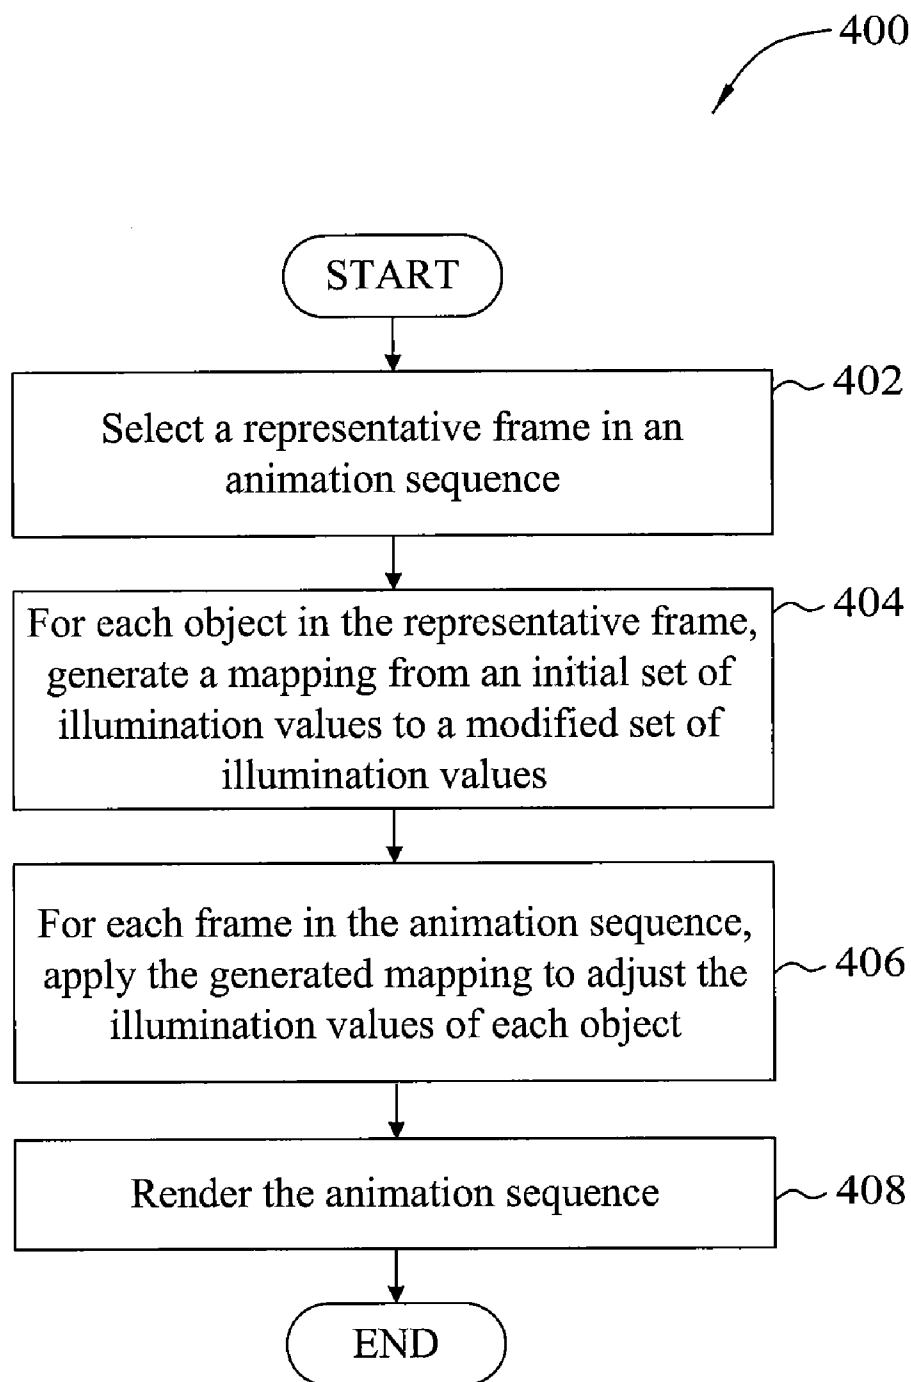 400
START
402
Select a representative frame in an
animation sequence
404
For each object in the representative frame,
generate a mapping from an initial set of
illumination values to a modified set of
illumination values
For each frame in the animation sequence,
apply the generated mapping to adjust the
406
illumination values of each object
Render the animation sequence
408
END